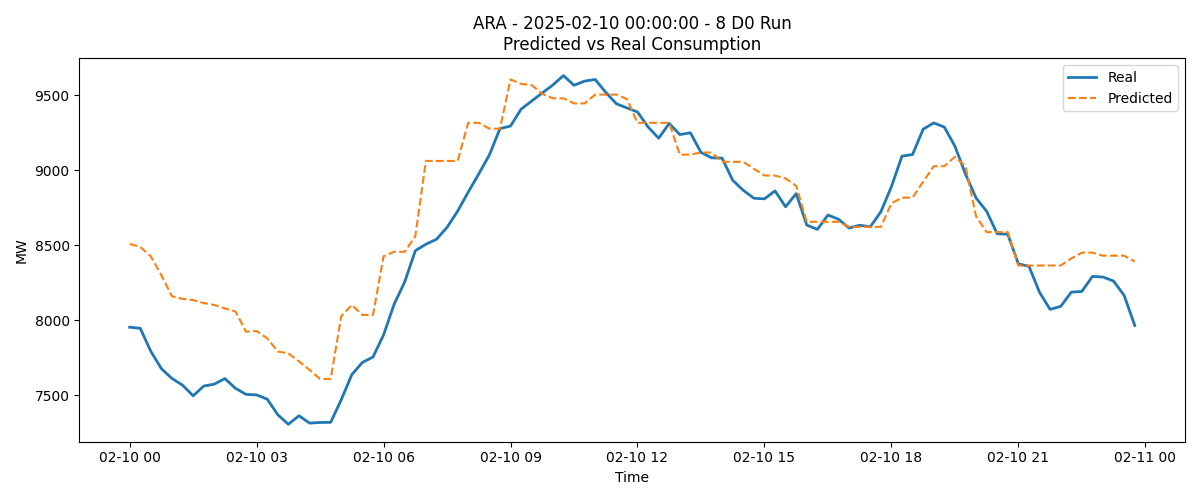 ARA - 2025-02-10 00:00:00 - 8 D0 Run
Predicted vs Real Consumption
Real
Predicted
MW
9500
9000
8500
8000
7500
02-10 00
02-10 03
02-10 06
02-10 09
02-10 12
02-10 15
02-10 18
02-10 21
02-11 00
Time